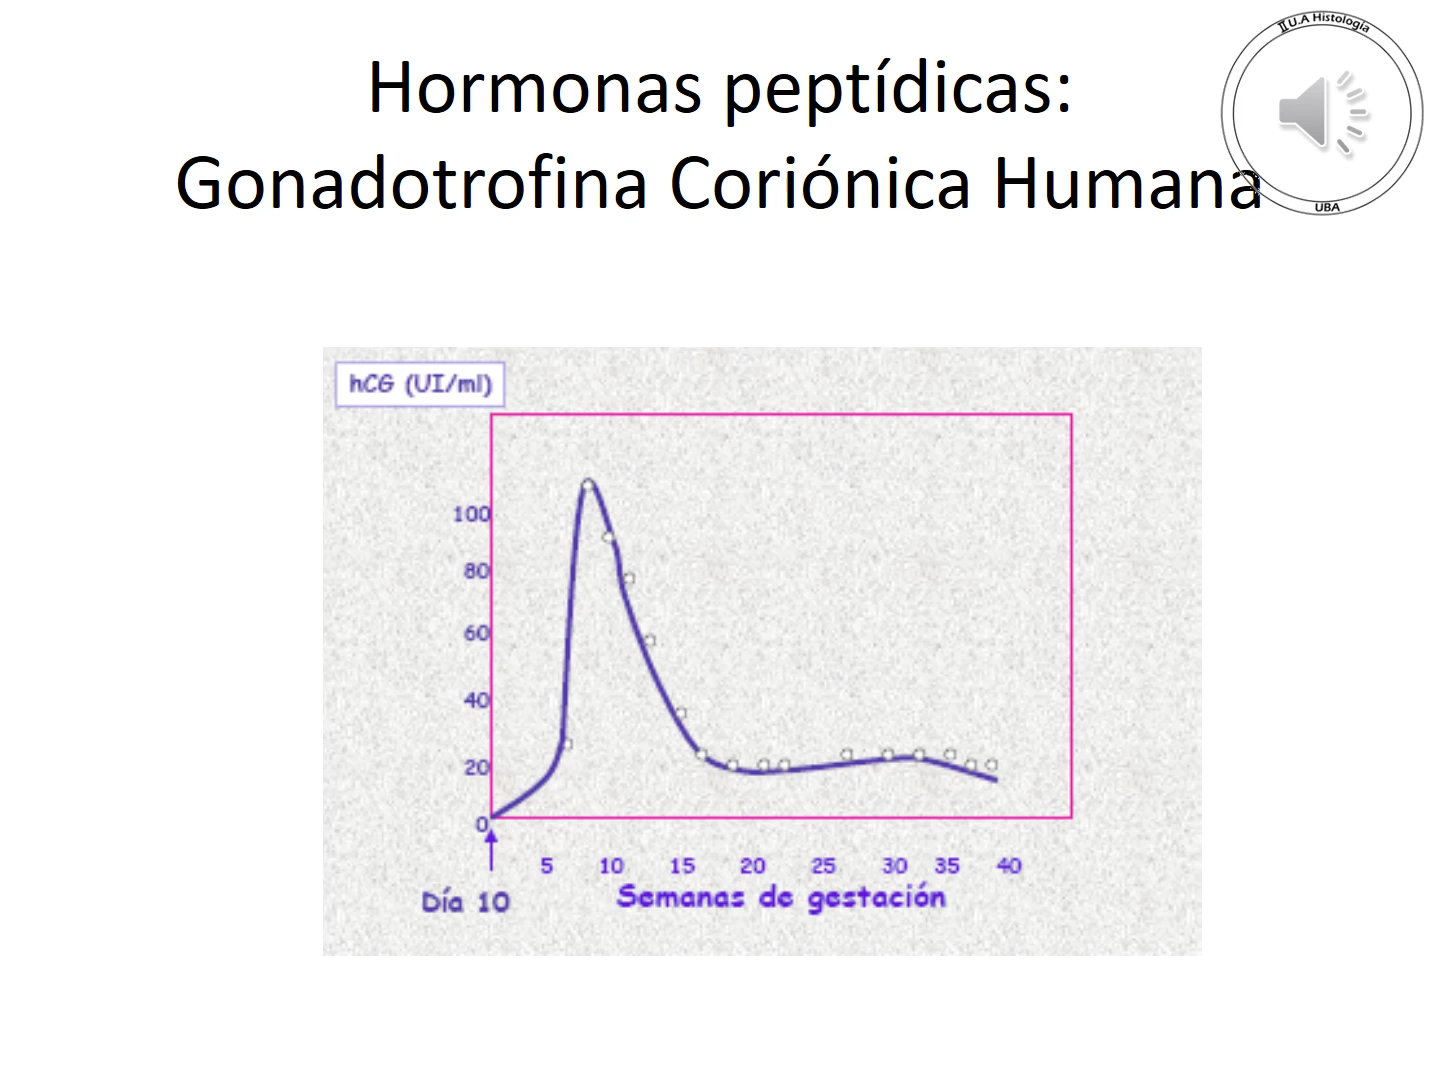 II U.A Histología
Hormonas peptídicas:
Gonadotrofina Coriónica Humana
UBA
hCG (UI/ml)
100
80
60
40
20
0
5 10 15 20 25 30 35 40
Día 10
Semanas de gestación